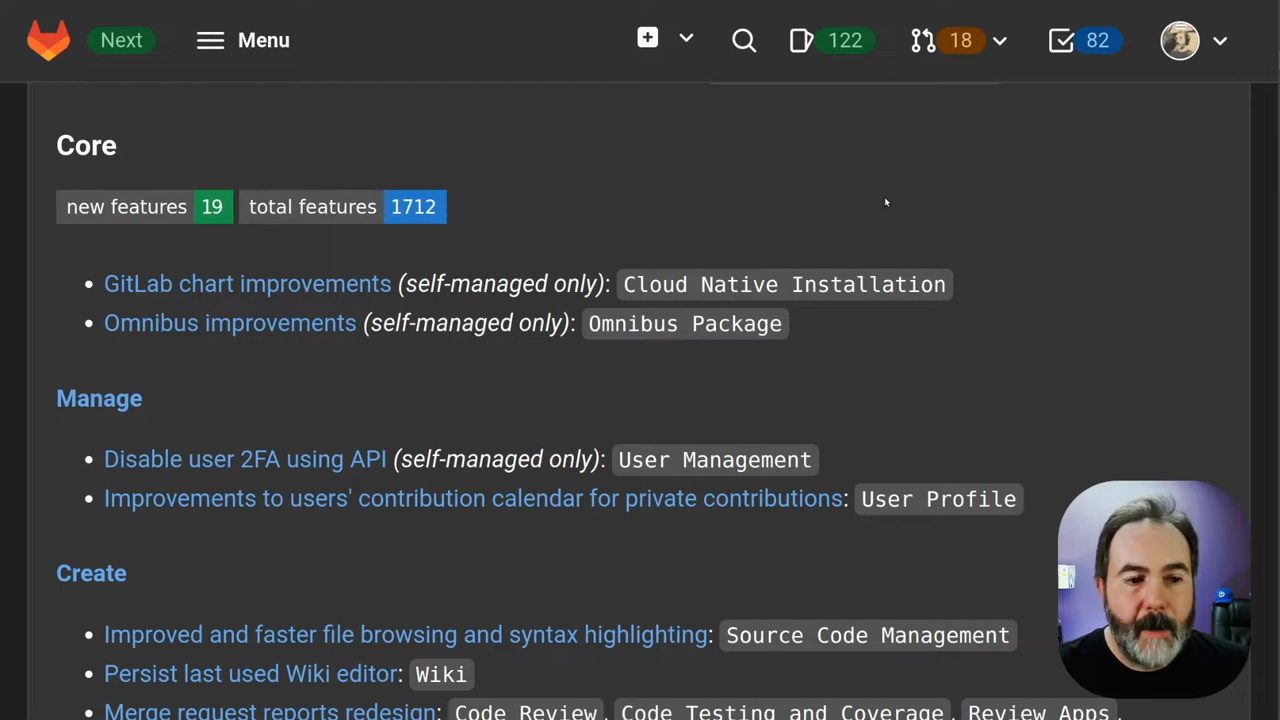 Next Menu 122 18 82
Core
new features 19 total features 1712
GitLab chart improvements (self-managed only): Cloud Native Installation
Omnibus improvements (self-managed only): Omnibus Package
Manage
Disable user 2FA using API (self-managed only): User Management
Improvements to users' contribution calendar for private contributions: User Profile
Create
Improved and faster file browsing and syntax highlighting: Source Code Management
Persist last used Wiki editor: Wiki
Merge request reports redesign: Code Review, Code Testing and Coverage, Review Apps,